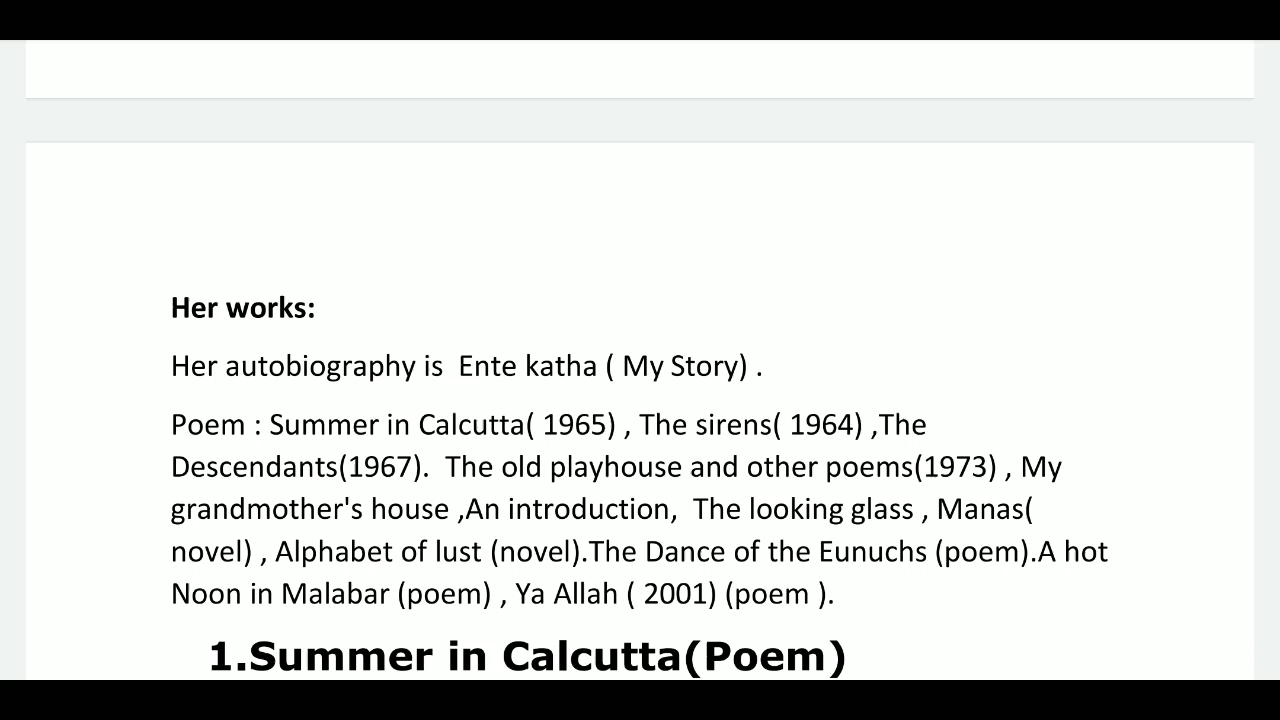 Her works:
Her autobiography is  Ente katha ( My Story) .
Poem : Summer in Calcutta( 1965) , The sirens( 1964) ,The
Descendants(1967).  The old playhouse and other poems(1973) , My
grandmother's house ,An introduction,  The looking glass , Manas(
novel) , Alphabet of lust (novel).The Dance of the Eunuchs (poem).A hot
Noon in Malabar (poem) , Ya Allah ( 2001) (poem ).
1.Summer in Calcutta(Poem)